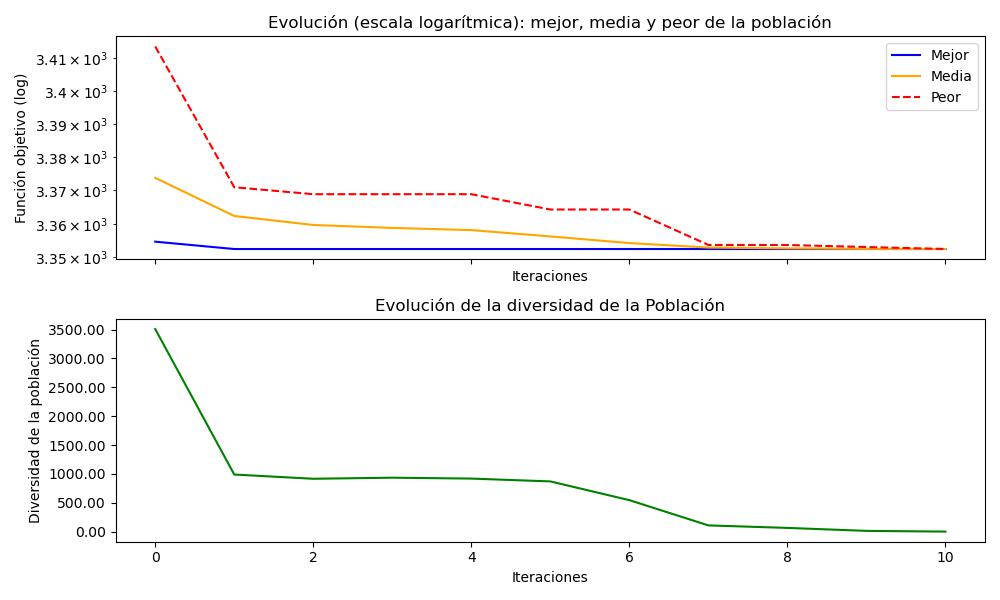 Evolución (escala logarítmica): mejor, media y peor de la población
Función objetivo (log)
3.41 × 10³
3.4 × 10³
3.39 × 10³
3.38 × 10³
3.37 × 10³
3.36 × 10³
3.35 × 10³
Mejor
Media
Peor
Iteraciones
Evolución de la diversidad de la Población
Diversidad de la población
3500.00
3000.00
2500.00
2000.00
1500.00
1000.00
500.00
0.00
0 2 4 6 8 10
Iteraciones